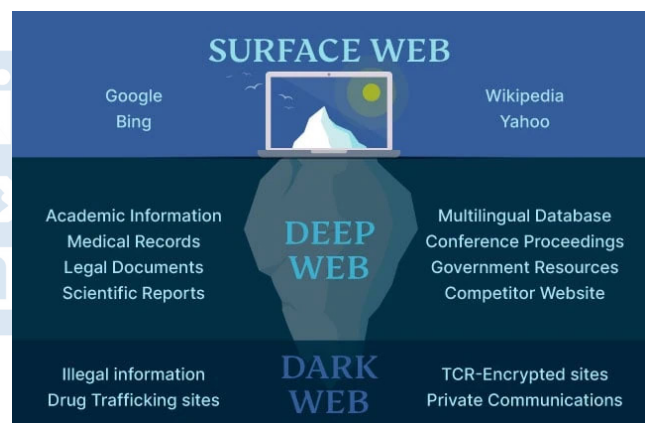 SURFACE WEB
Google
Bing
Wikipedia
Yahoo
Academic Information
Medical Records
Legal Documents
Scientific Reports
DEEP
WEB
Multilingual Database
Conference Proceedings
Government Resources
Competitor Website
Illegal information
Drug Trafficking sites
DARK
WEB
TCR-Encrypted sites
Private Communications